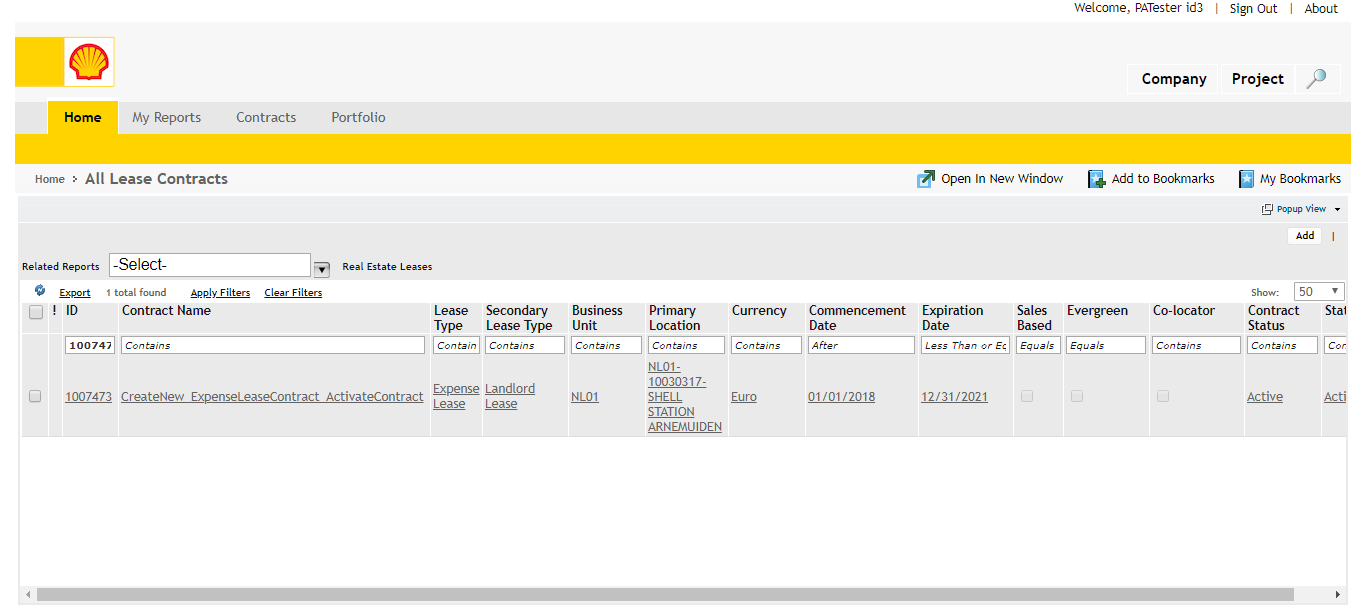 Welcome, PATester id3 | Sign Out | About
Company Project
Home My Reports Contracts Portfolio
Home > All Lease Contracts Open In New Window Add to Bookmarks My Bookmarks
Popup View
Add |
Related Reports -Select- Real Estate Leases
Export 1 total found Apply Filters Clear Filters Show: 50
! ID Contract Name Lease Type Secondary Lease Type Business Unit Primary Location Currency Commencement Date Expiration Date Sales Based Evergreen Co-locator Contract Status Stat
100747 Contains Contain Contains Contains Contains Contains After Less Than or Eq Equals Equals Contains Contains Con
1007473 CreateNew_ExpenseLeaseContract_ActivateContract Expense Lease Landlord Lease NL01 NL01-10030317-SHELL STATION ARNEMUIDEN Euro 01/01/2018 12/31/2021 Active Acti